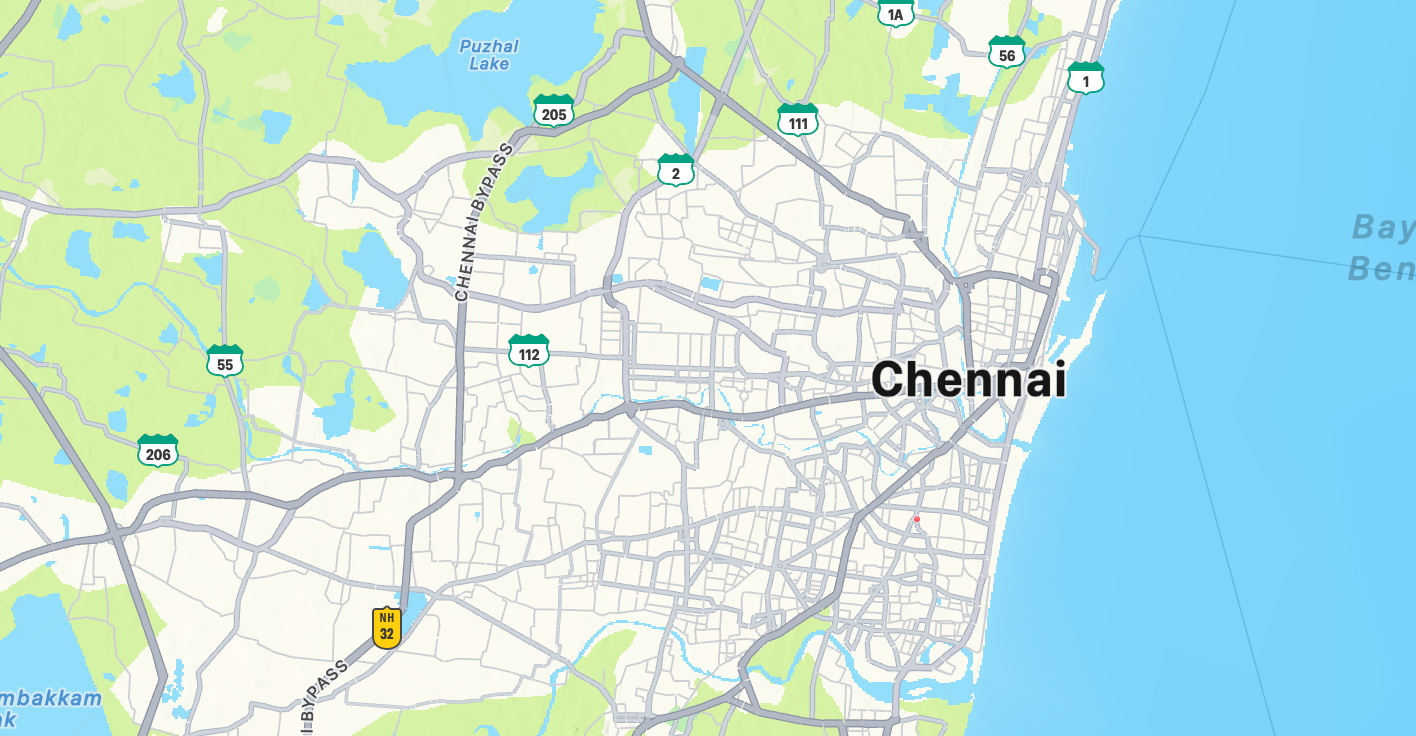 1A
56
Puzhal
Lake
1
205
111
CHENNAI BYPASS
2
Bay
Ben
55
112
Chennai
206
NH
32
I BYPASS
mbakkam
ak